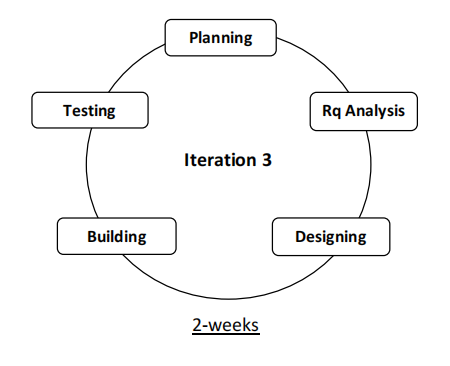 Planning
Testing
Rq Analysis
Iteration 3
Building
Designing
2-weeks